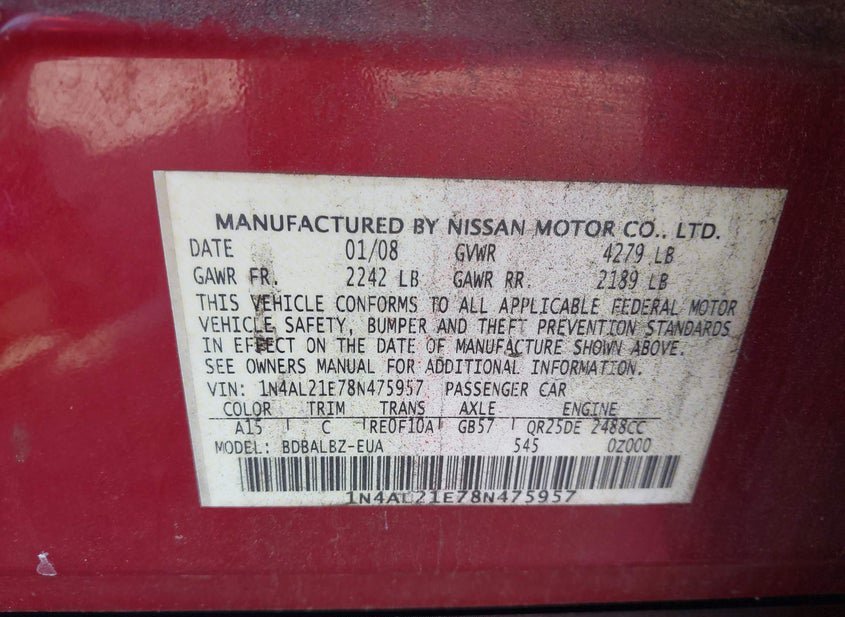 MANUFACTURED BY NISSAN MOTOR CO., LTD.
DATE 01/08 GVWR 4279 LB
GAWR FR. 2242 LB GAWR RR. 2189 LB
THIS VEHICLE CONFORMS TO ALL APPLICABLE FEDERAL MOTOR
VEHICLE SAFETY, BUMPER AND THEFT PREVENTION STANDARDS
IN EFFECT ON THE DATE OF MANUFACTURE SHOWN ABOVE.
SEE OWNERS MANUAL FOR ADDITIONAL INFORMATION.
VIN: 1N4AL21E78N475957 PASSENGER CAR
COLOR TRIM TRANS AXLE ENGINE
A15 C RE0F10A GB57 QR25DE 2488CC
MODEL: BDBALBZ-EUA 545 0Z000
1N4AL21E78N475957